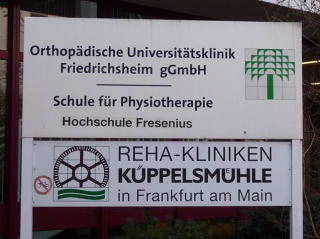 Orthopädische Universitätsklinik
Friedrichsheim gGmbH
Schule für Physiotherapie
Hochschule Fresenius
REHA-KLINIKEN
KÜPPELSMÜHLE
in Frankfurt am Main